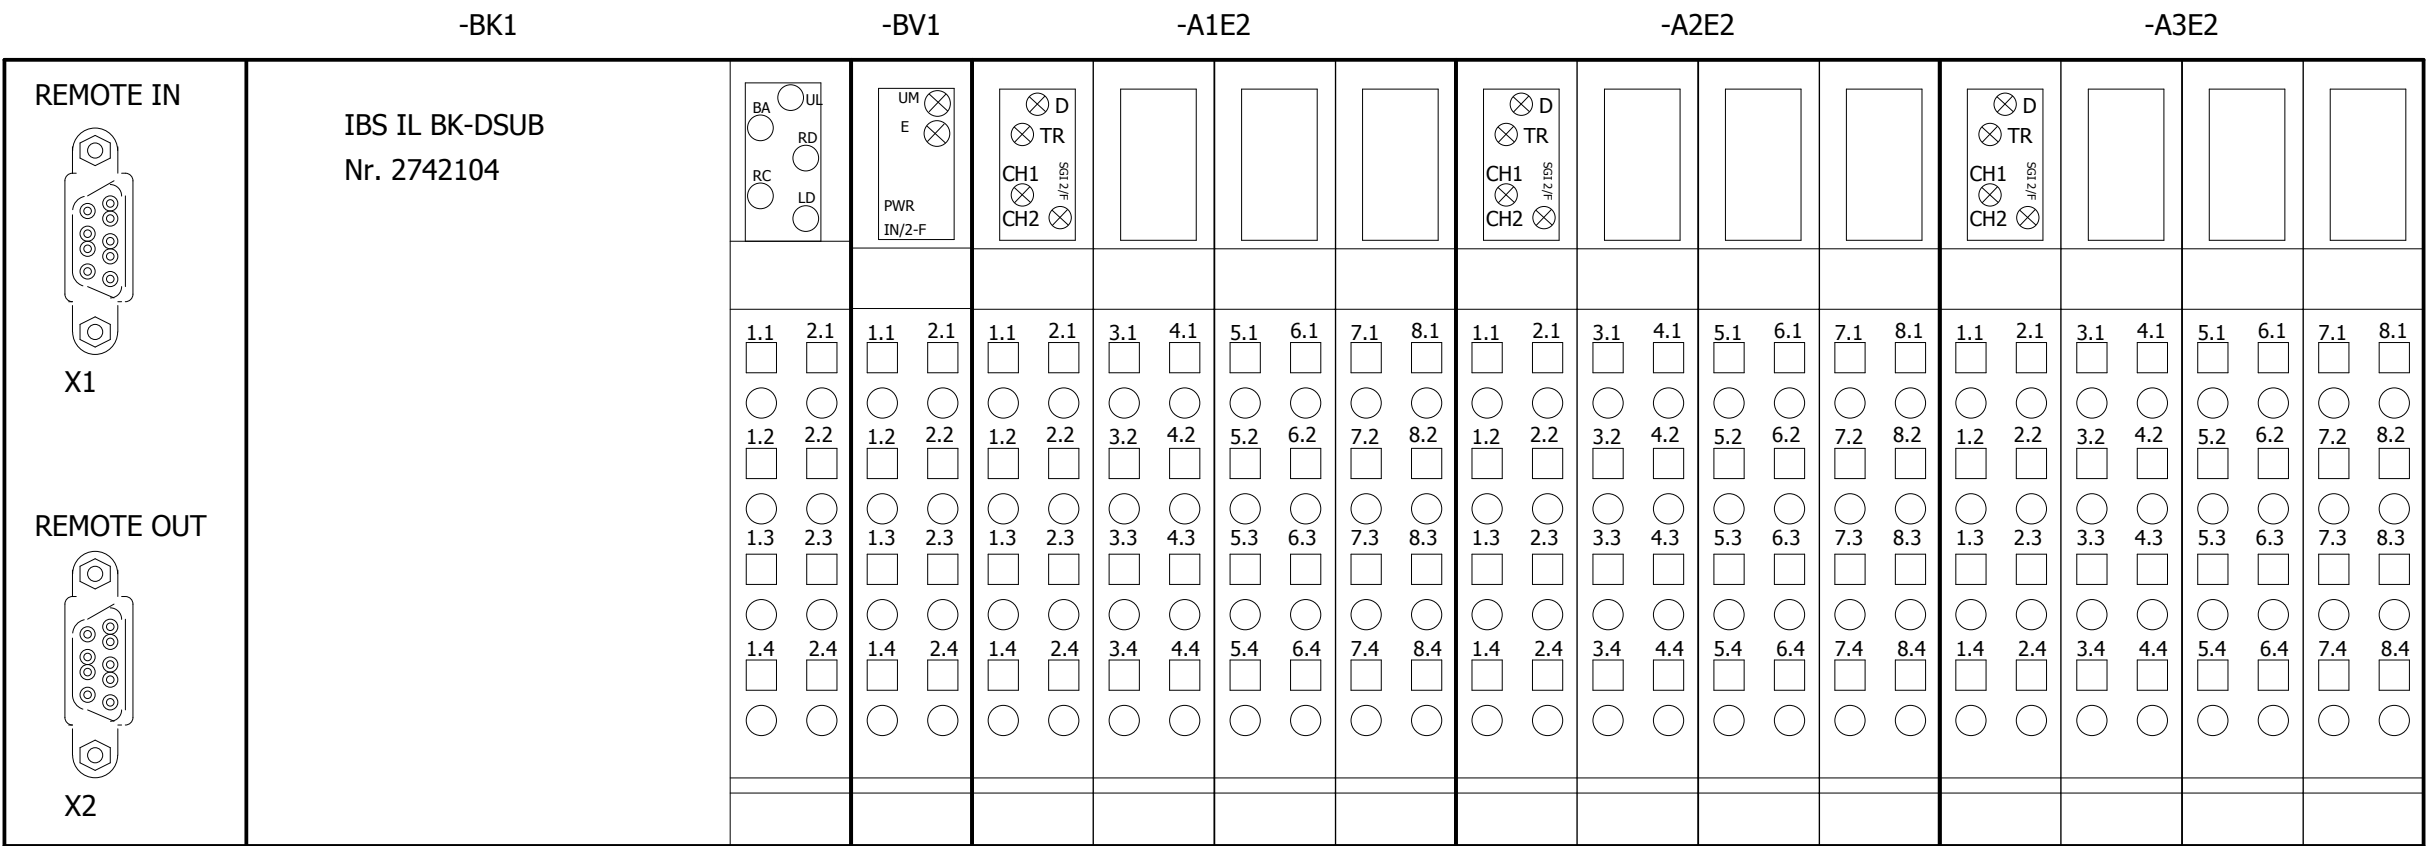 -BK1 -BV1 -A1E2 -A2E2 -A3E2
REMOTE IN
X1
REMOTE OUT
X2
IBS IL BK-DSUB
Nr. 2742104
BA UL
RD
RC
LD
UM
E
PWR
IN/2-F
D
TR
CH1
SGI 2/F
CH2
D
TR
CH1
SGI 2/F
CH2
D
TR
CH1
SGI 2/F
CH2
1.1 2.1 1.1 2.1 1.1 2.1 3.1 4.1 5.1 6.1 7.1 8.1 1.1 2.1 3.1 4.1 5.1 6.1 7.1 8.1 1.1 2.1 3.1 4.1 5.1 6.1 7.1 8.1
1.2 2.2 1.2 2.2 1.2 2.2 3.2 4.2 5.2 6.2 7.2 8.2 1.2 2.2 3.2 4.2 5.2 6.2 7.2 8.2 1.2 2.2 3.2 4.2 5.2 6.2 7.2 8.2
1.3 2.3 1.3 2.3 1.3 2.3 3.3 4.3 5.3 6.3 7.3 8.3 1.3 2.3 3.3 4.3 5.3 6.3 7.3 8.3 1.3 2.3 3.3 4.3 5.3 6.3 7.3 8.3
1.4 2.4 1.4 2.4 1.4 2.4 3.4 4.4 5.4 6.4 7.4 8.4 1.4 2.4 3.4 4.4 5.4 6.4 7.4 8.4 1.4 2.4 3.4 4.4 5.4 6.4 7.4 8.4